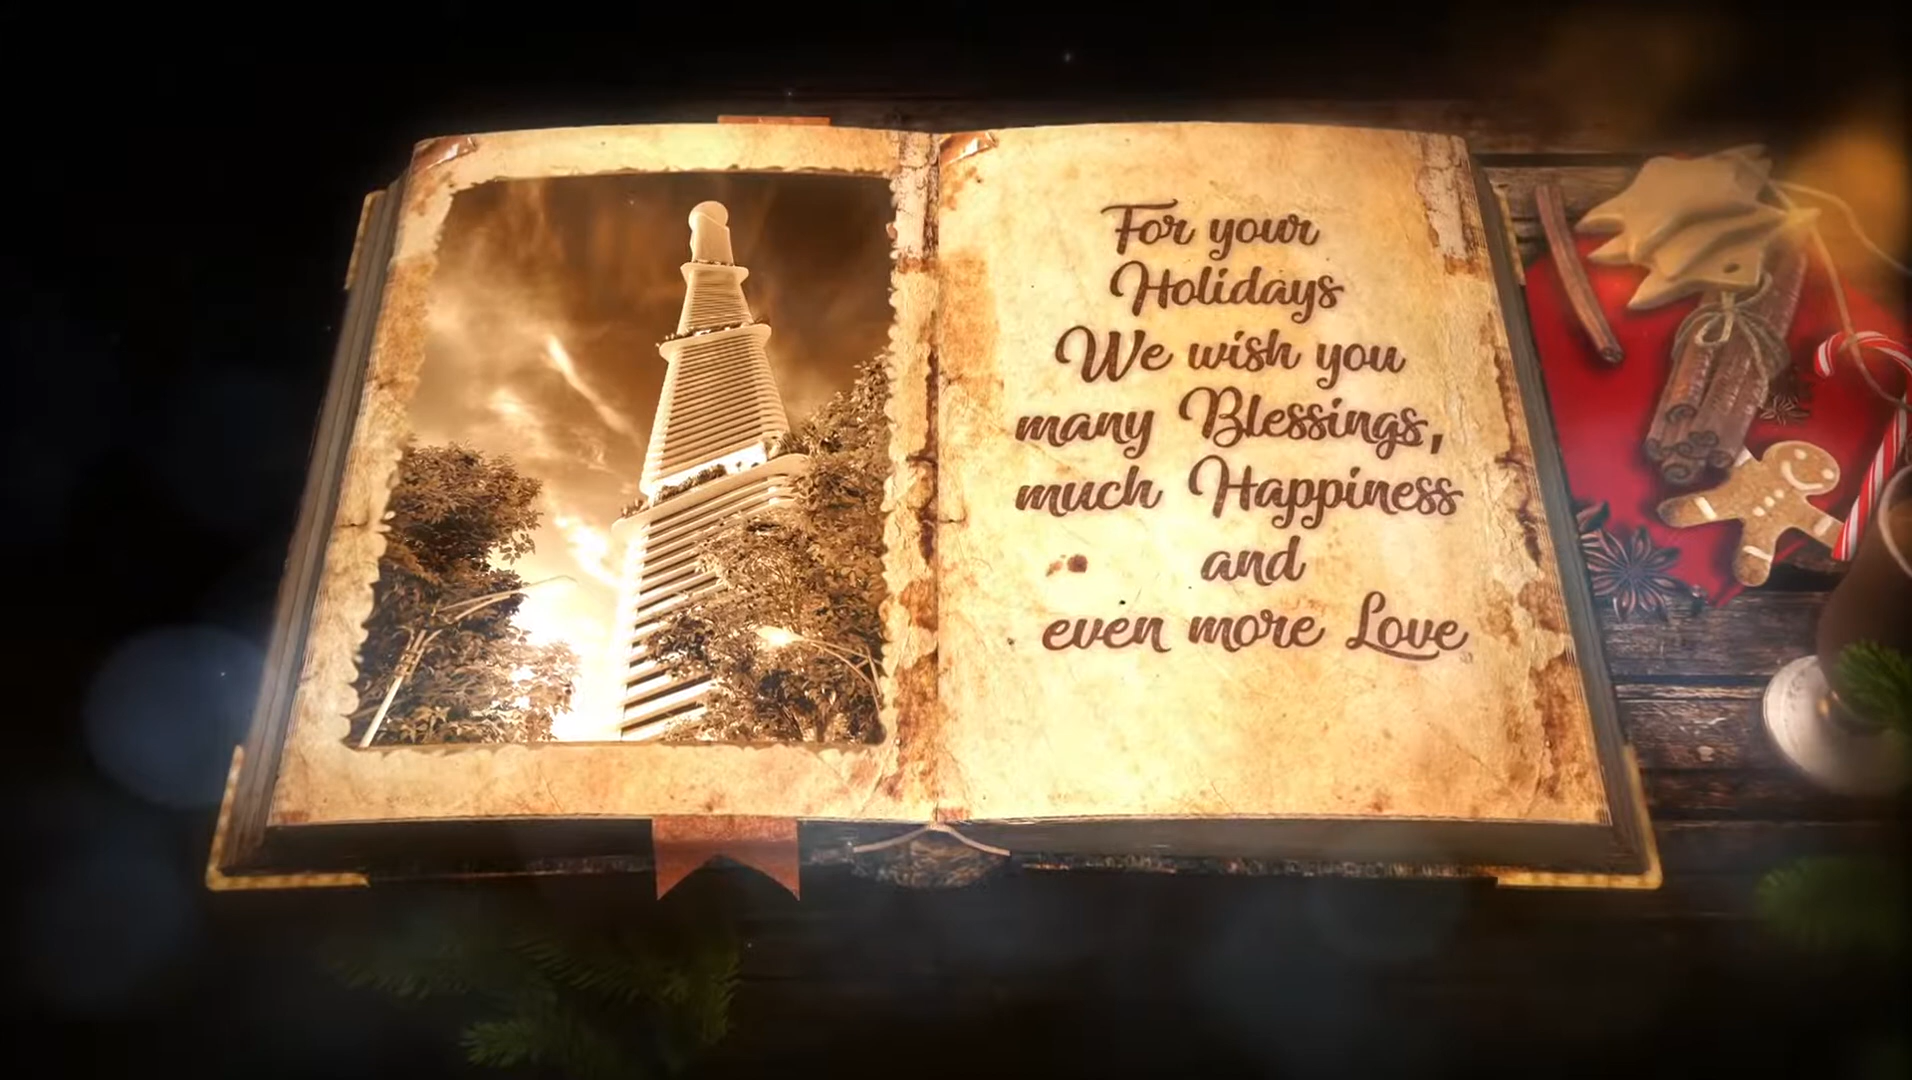 For your
Holidays
We wish you
many Blessings,
much Happiness
and
even more Love